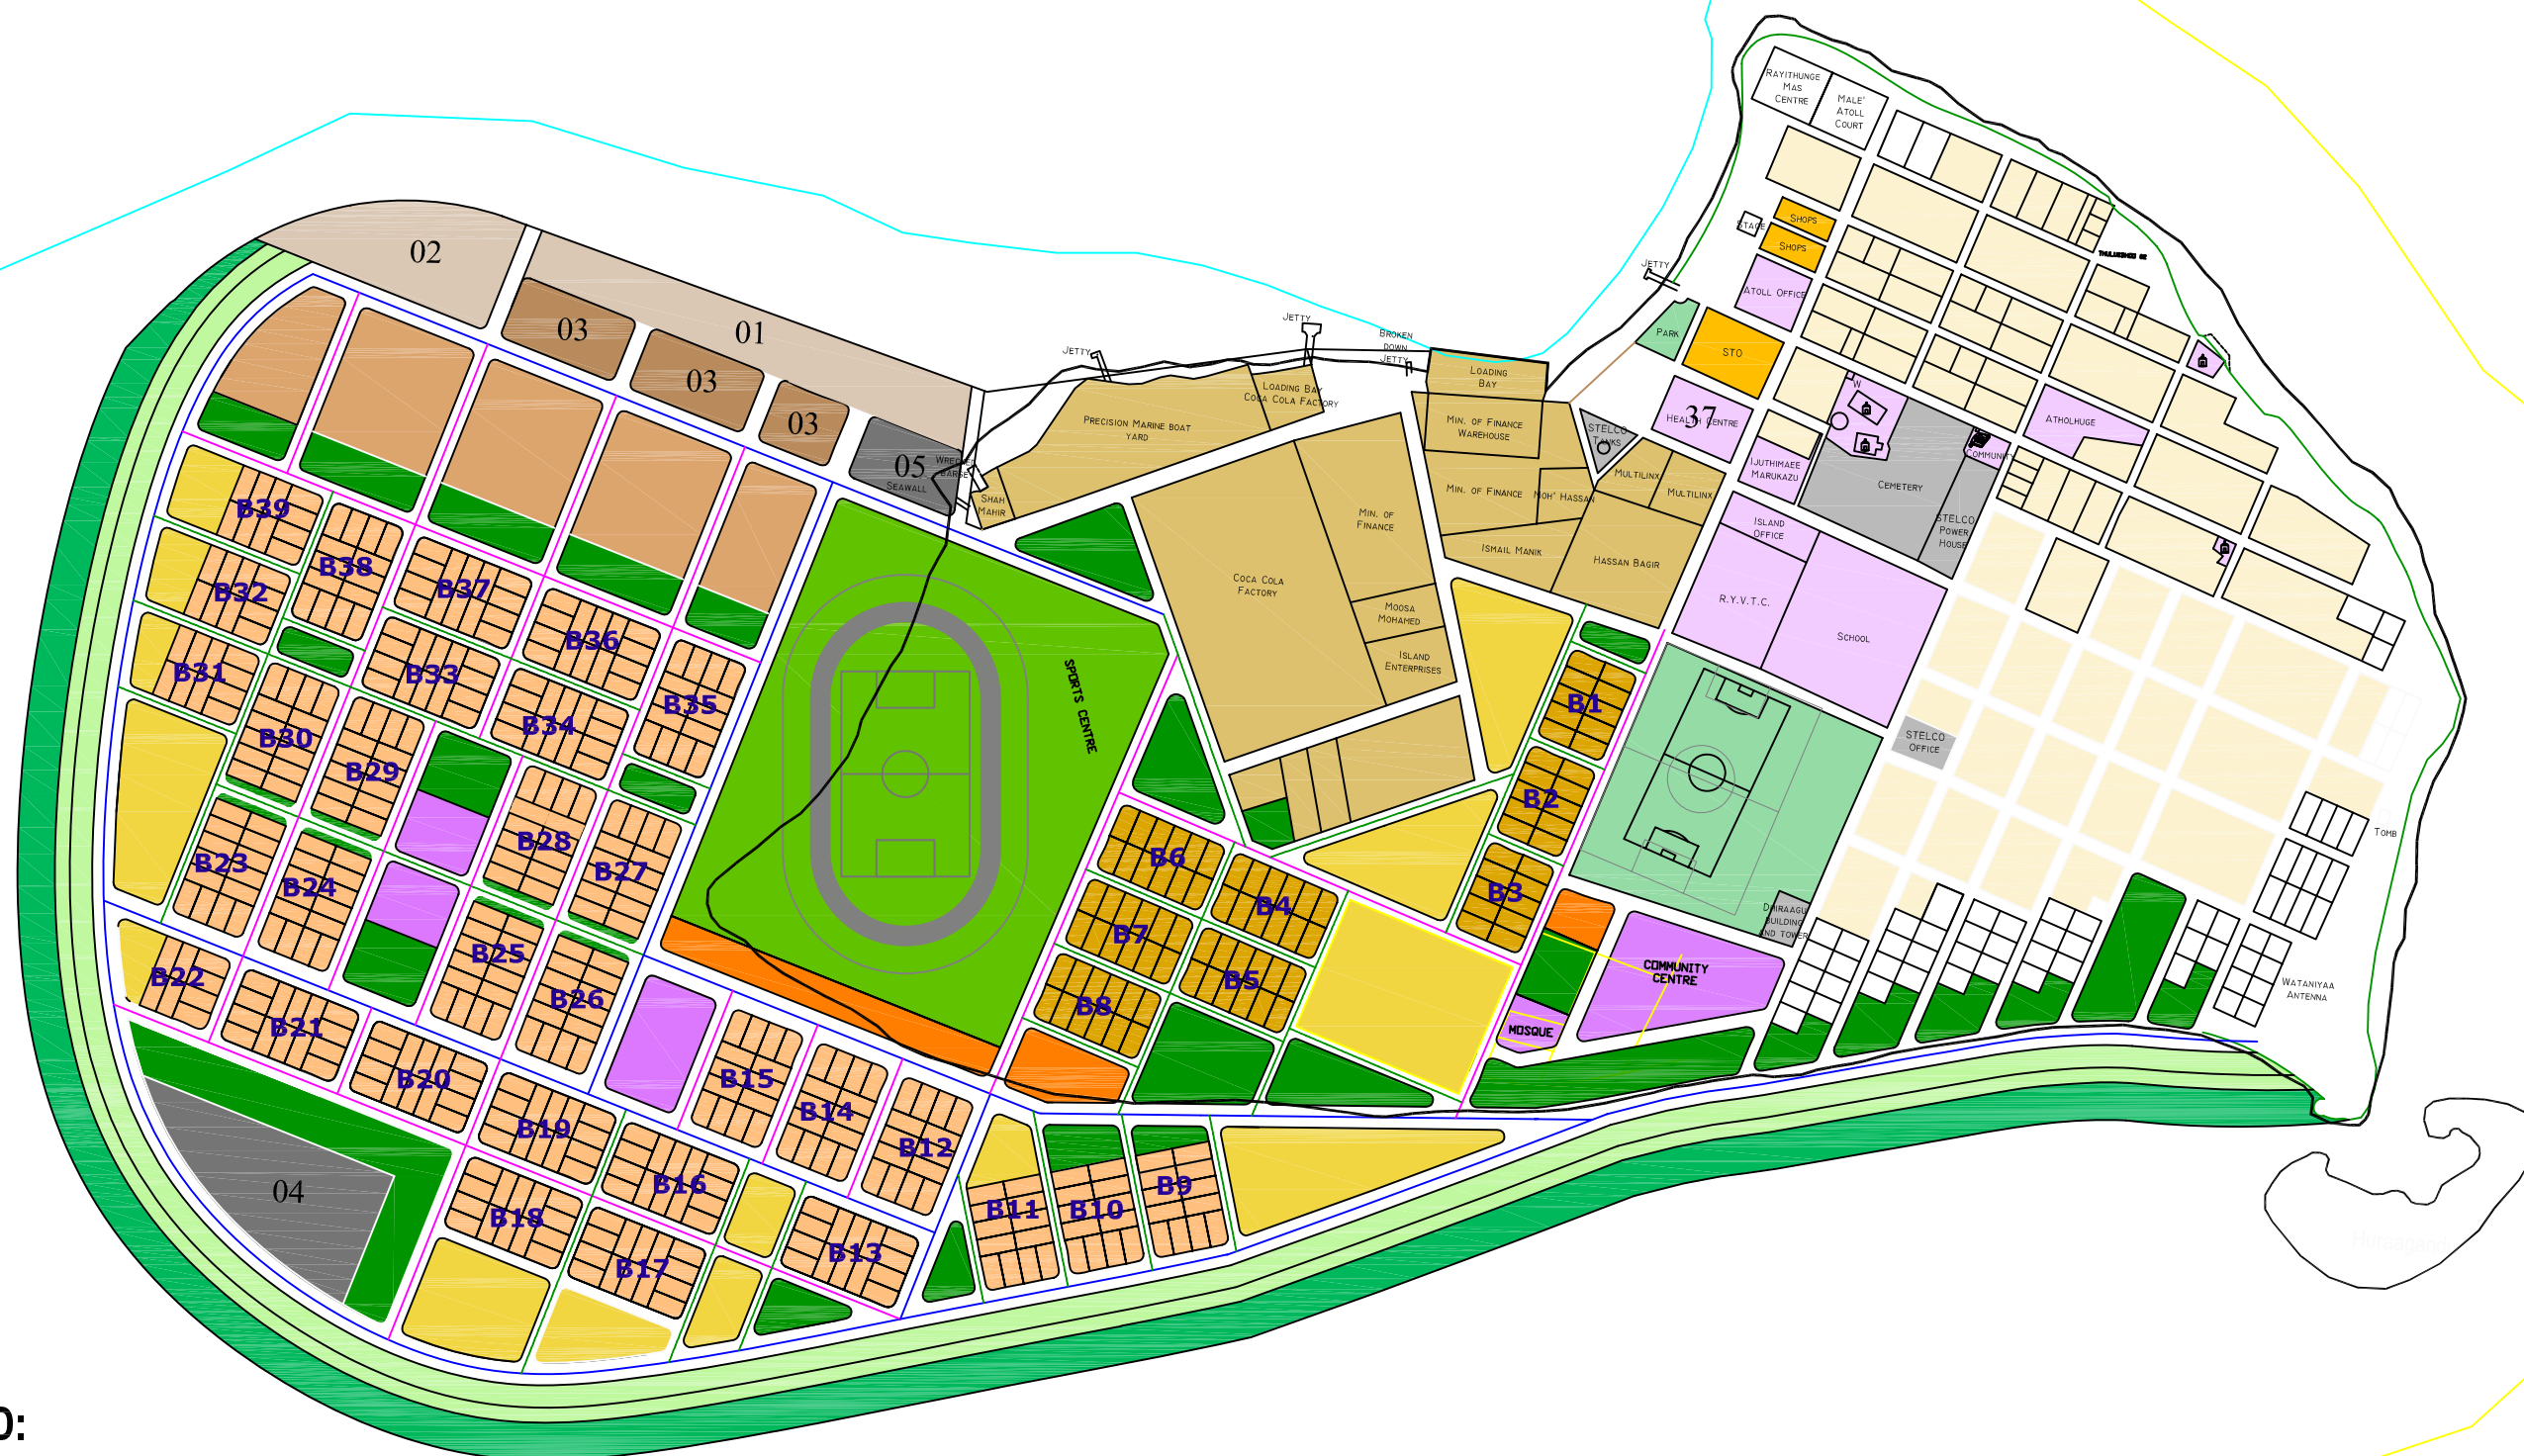 RAYITHUNGE
MAS
CENTRE
MALE'
ATOLL
COURT
STAGE
SHOPS
SHOPS
ATOLL OFFICE
JETTY
PARK
STO
02
01
03
03
03
05
SEAWALL
JETTY
JETTY
BROKEN
DOWN
JETTY
LOADING
BAY
LOADING BAY
COCA COLA FACTORY
PRECISION MARINE BOAT
YARD
SHAH
MAHIR
MIN. OF FINANCE
WAREHOUSE
MIN. OF FINANCE
MOH' HASSAN
ISMAIL MANIK
HASSAN BAGIR
STELCO
TANKS
MULTILINX
MULTILINX
37
HEALTH CENTRE
IJUTHIMAEE
MARUKAZU
W
CEMETERY
COMMUNITY
STELCO
POWER
HOUSE
ATHOLHUGE
ISLAND
OFFICE
R.Y.V.T.C.
SCHOOL
MIN. OF
FINANCE
COCA COLA
FACTORY
MOOSA
MOHAMED
ISLAND
ENTERPRISES
SPORTS CENTRE
STELCO
OFFICE
TOMB
DHIRAAGU
BUILDING
AND TOWER
COMMUNITY
CENTRE
MOSQUE
WATANIYAA
ANTENNA
B39
B38
B37
B36
B35
B32
B33
B34
B31
B30
B29
B28
B27
B23
B24
B25
B26
B22
B21
B20
B19
B18
B17
B16
B15
B14
B12
B13
B11
B10
B9
B6
B4
B7
B5
B8
B1
B2
B3
04
0: